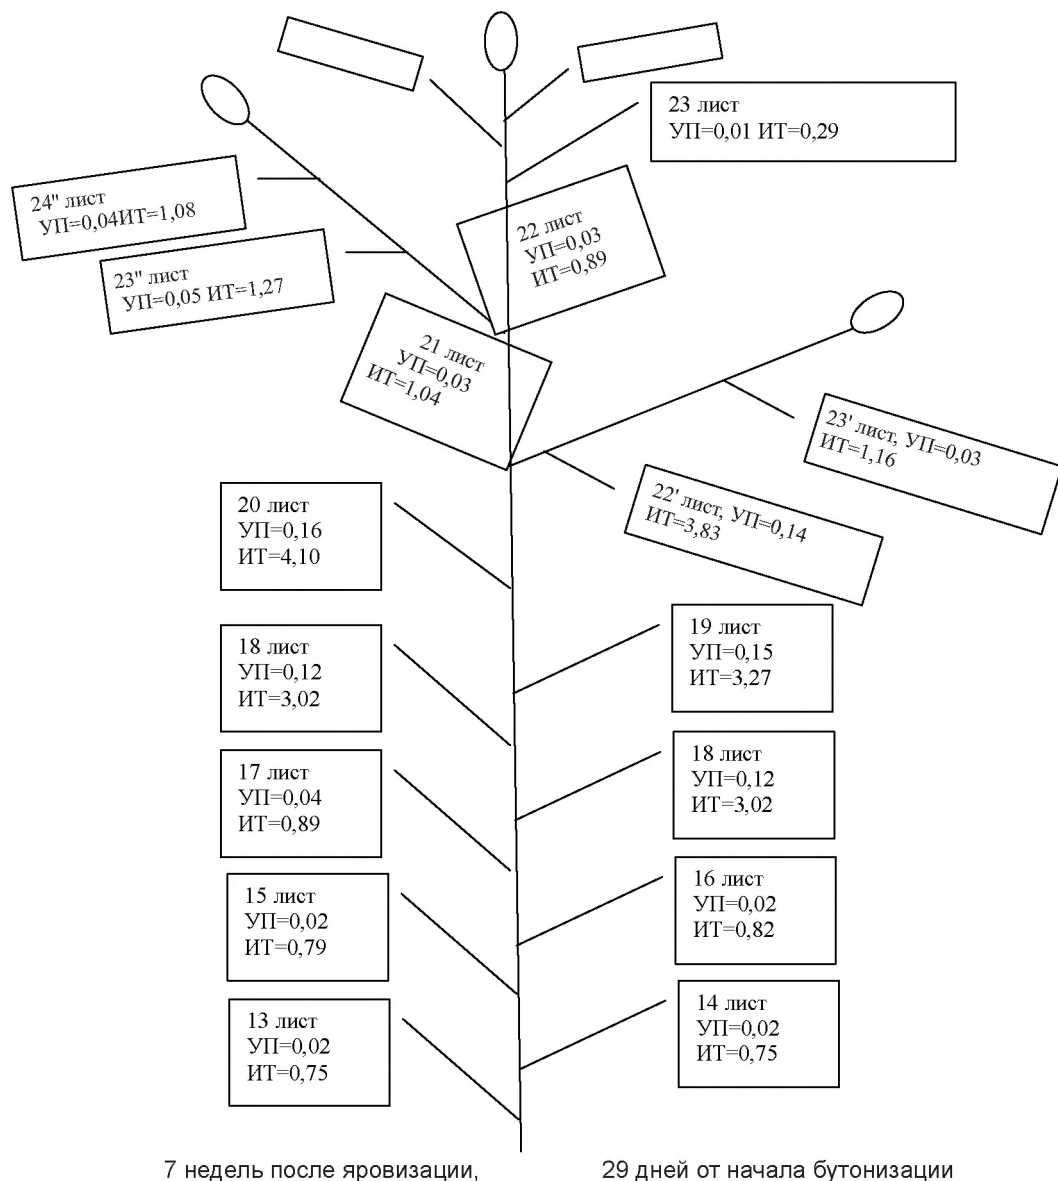 23 лист
УП=0,01 ИТ=0,29
24" лист
УП=0,04ИТ=1,08
22 лист
УП=0,03
ИТ=0,89
23" лист
УП=0,05 ИТ=1,27
21 лист
УП=0,03
ИТ=1,04
23' лист, УП=0,03
ИТ=1,16
22' лист, УП=0,14
ИТ=3,83
20 лист
УП=0,16
ИТ=4,10
19 лист
УП=0,15
ИТ=3,27
18 лист
УП=0,12
ИТ=3,02
18 лист
УП=0,12
ИТ=3,02
17 лист
УП=0,04
ИТ=0,89
16 лист
УП=0,02
ИТ=0,82
15 лист
УП=0,02
ИТ=0,79
14 лист
УП=0,02
ИТ=0,75
13 лист
УП=0,02
ИТ=0,75
7 недель после яровизации, 29 дней от начала бутонизации